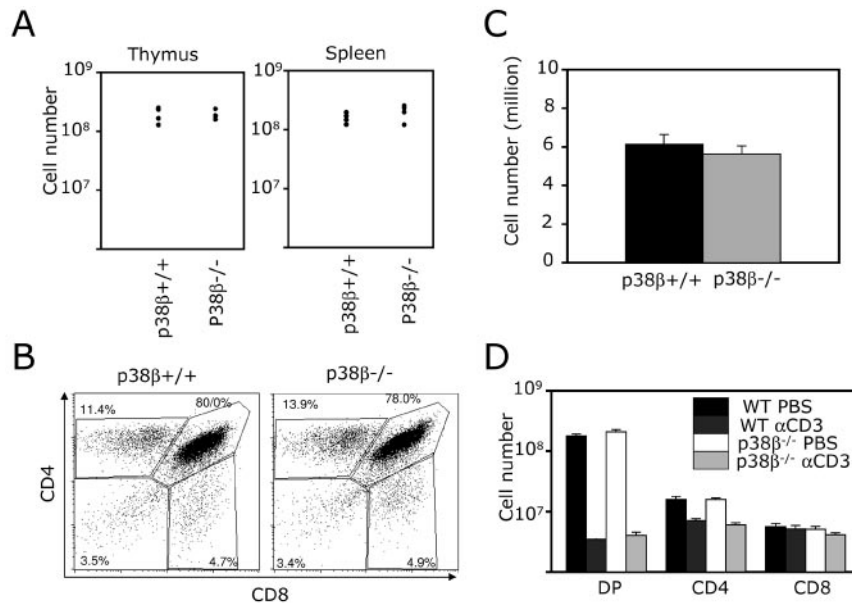 A
Thymus
Spleen
Cell number
10⁹
10⁸
10⁷
10⁹
10⁸
10⁷
p38β+/+
P38β-/-
p38β+/+
P38β-/-
C
Cell number (million)
10
8
6
4
2
0
p38β+/+ p38β-/-
B
p38β+/+
p38β-/-
11.4%
80/0%
3.5%
4.7%
13.9%
78.0%
3.4%
4.9%
CD4
CD8
D
Cell number
10⁹
10⁸
10⁷
WT PBS
WT αCD3
p38β-/- PBS
p38β-/- αCD3
DP
CD4
CD8